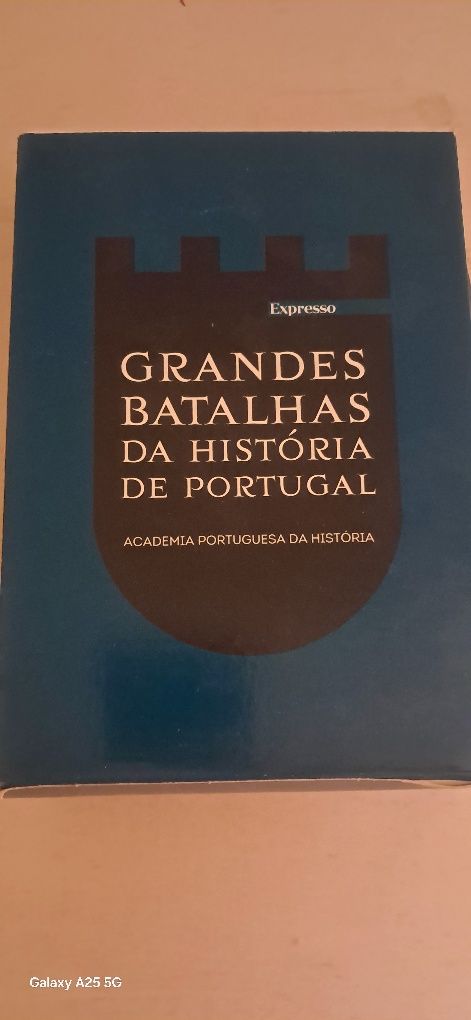 Expresso
GRANDES
BATALHAS
DA HISTÓRIA
DE PORTUGAL
ACADEMIA PORTUGUESA DA HISTÓRIA
Galaxy A25 5G